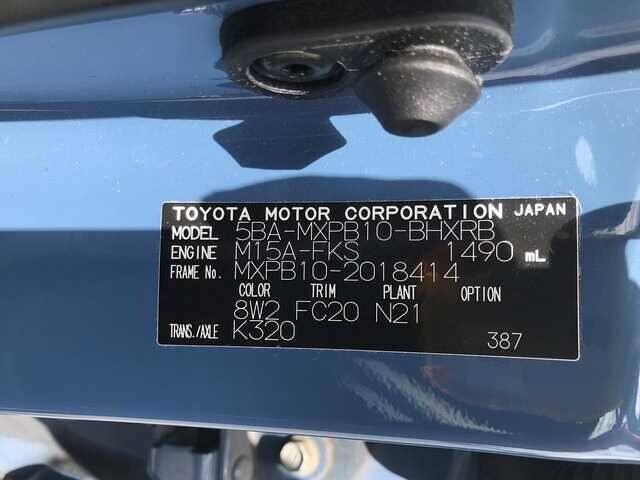 TOYOTA MOTOR CORPORATION JAPAN
MODEL 5BA-MXPB10-BHXRB
ENGINE M15A-FKS 1490 mL
FRAME No. MXPB10-2018414
COLOR TRIM PLANT OPTION
8W2 FC20 N21
TRANS./AXLE K320 387